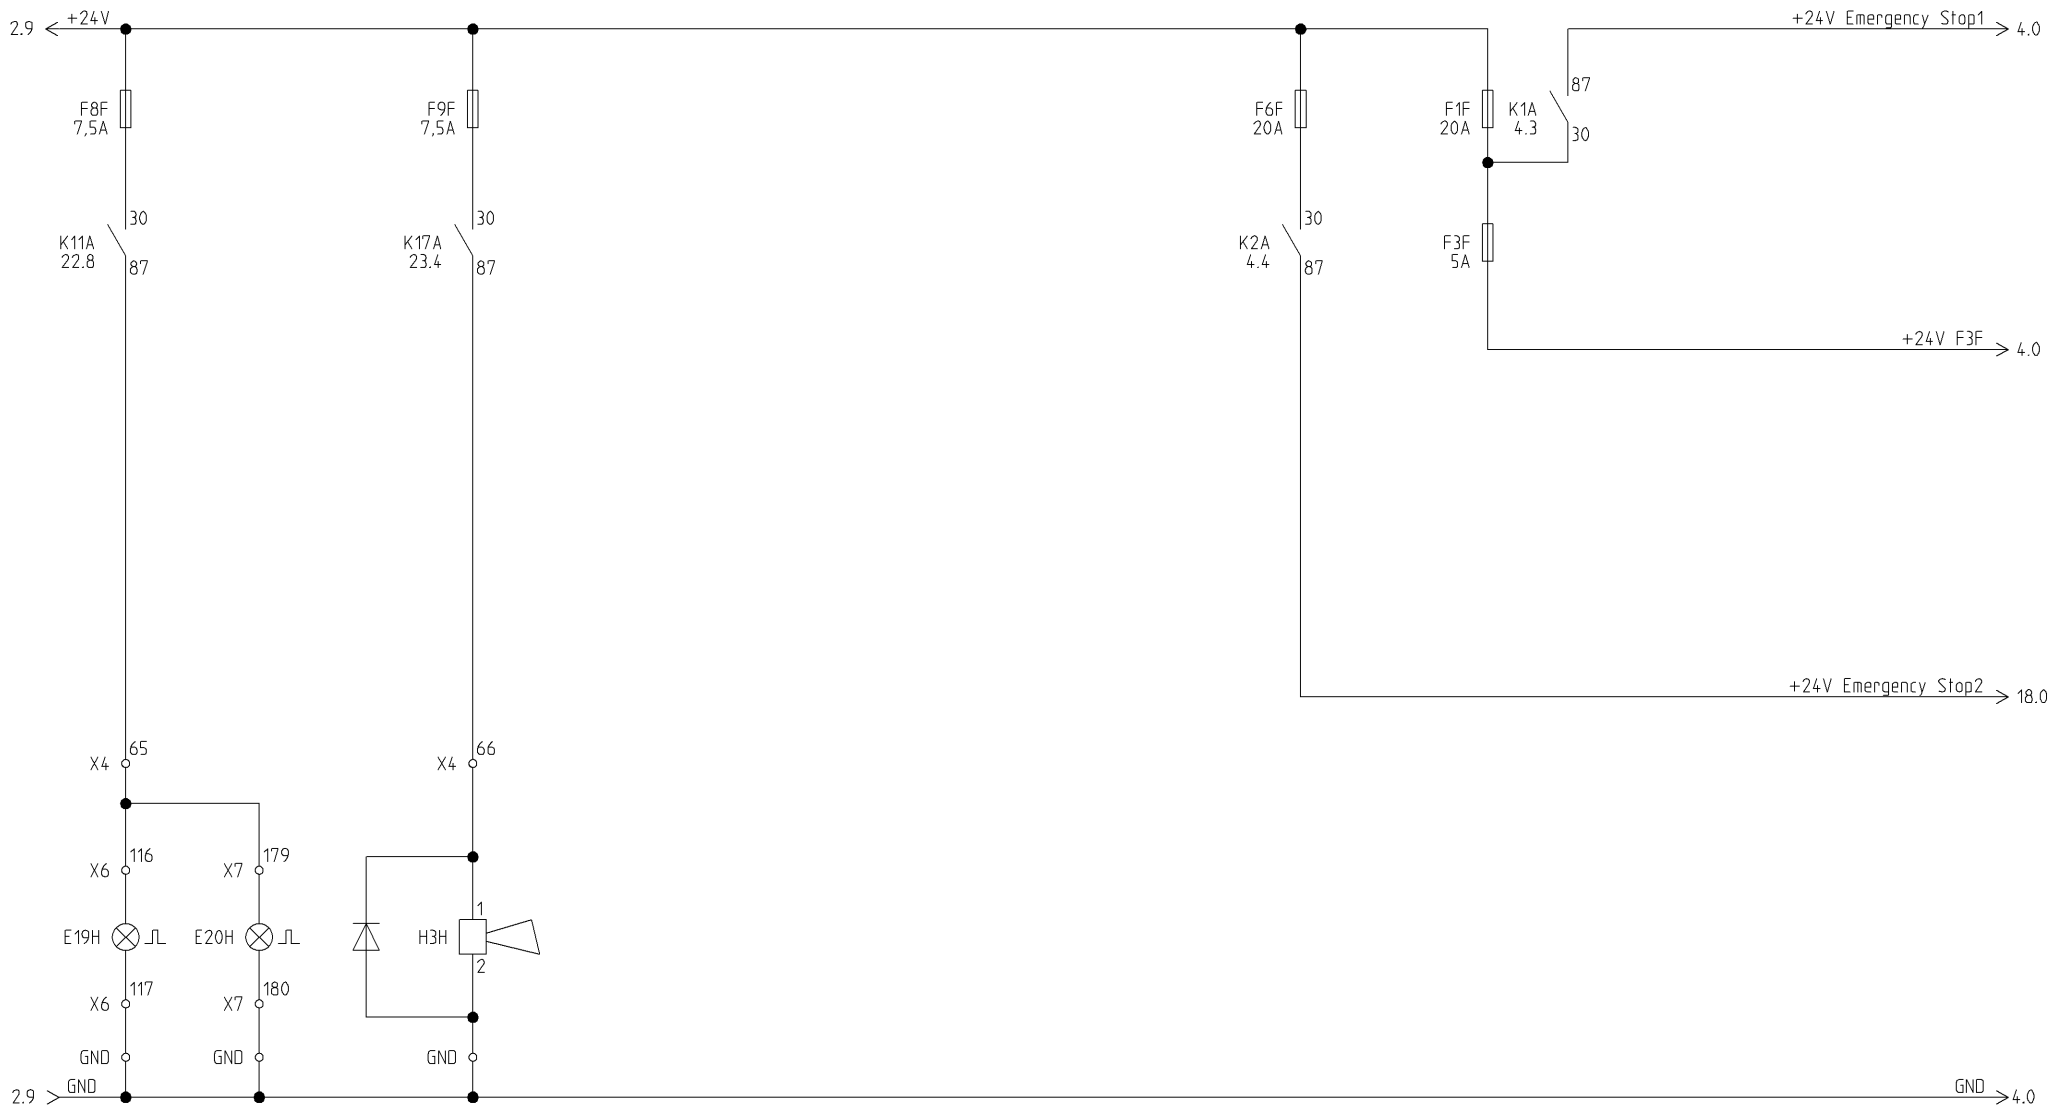 2.9 +24V +24V Emergency Stop1 4.0
87
F8F F9F F6F F1F K1A
7,5A 7,5A 20A 20A 4.3
30
30 30 30
K11A K17A K2A F3F
22.8 23.4 4.4 5A
87 87 87
+24V F3F 4.0
+24V Emergency Stop2 18.0
65 66
X4 X4
116 179
X6 X7
1
E19H E20H H3H
2
117 180
X6 X7
GND GND GND
2.9 GND GND 4.0